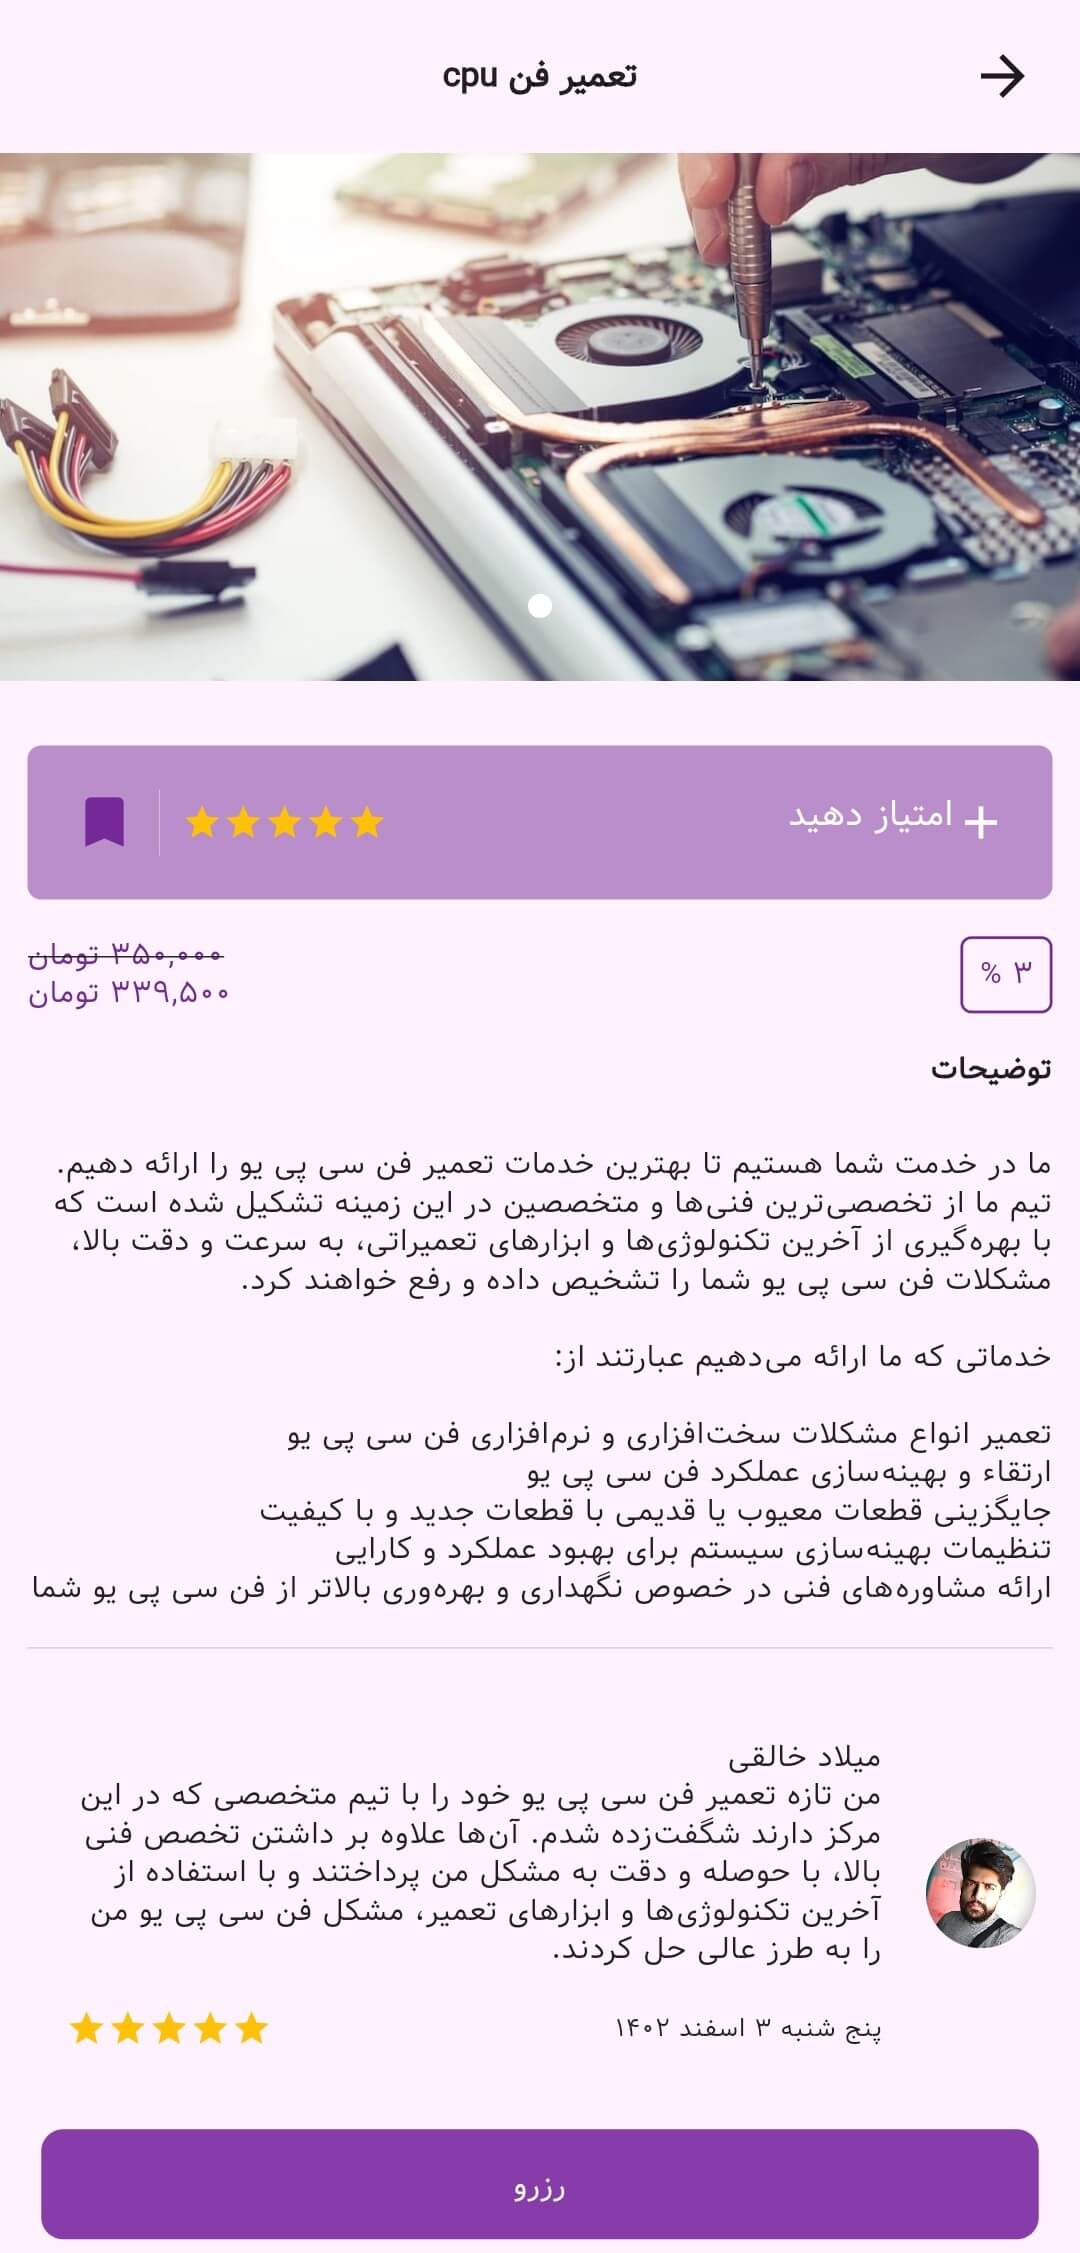 تعمیر فن cpu
امتیاز دهید
۳ %
۳۵۰,۰۰۰ تومان
۳۳۹,۵۰۰ تومان
توضیحات
ما در خدمت شما هستیم تا بهترین خدمات تعمیر فن سی پی یو را ارائه دهیم.
تیم ما از تخصصی‌ترین فنی‌ها و متخصصین در این زمینه تشکیل شده است که
با بهره‌گیری از آخرین تکنولوژی‌ها و ابزارهای تعمیراتی، به سرعت و دقت بالا،
مشکلات فن سی پی یو شما را تشخیص داده و رفع خواهند کرد.
خدماتی که ما ارائه می‌دهیم عبارتند از:
تعمیر انواع مشکلات سخت‌افزاری و نرم‌افزاری فن سی پی یو
ارتقاء و بهینه‌سازی عملکرد فن سی پی یو
جایگزینی قطعات معیوب یا قدیمی با قطعات جدید و با کیفیت
تنظیمات بهینه‌سازی سیستم برای بهبود عملکرد و کارایی
ارائه مشاوره‌های فنی در خصوص نگهداری و بهره‌وری بالاتر از فن سی پی یو شما
میلاد خالقی
من تازه تعمیر فن سی پی یو خود را با تیم متخصصی که در این
مرکز دارند شگفت‌زده شدم. آن‌ها علاوه بر داشتن تخصص فنی
بالا، با حوصله و دقت به مشکل من پرداختند و با استفاده از
آخرین تکنولوژی‌ها و ابزارهای تعمیر، مشکل فن سی پی یو من
را به طرز عالی حل کردند.
پنج شنبه ۳ اسفند ۱۴۰۲
رزرو